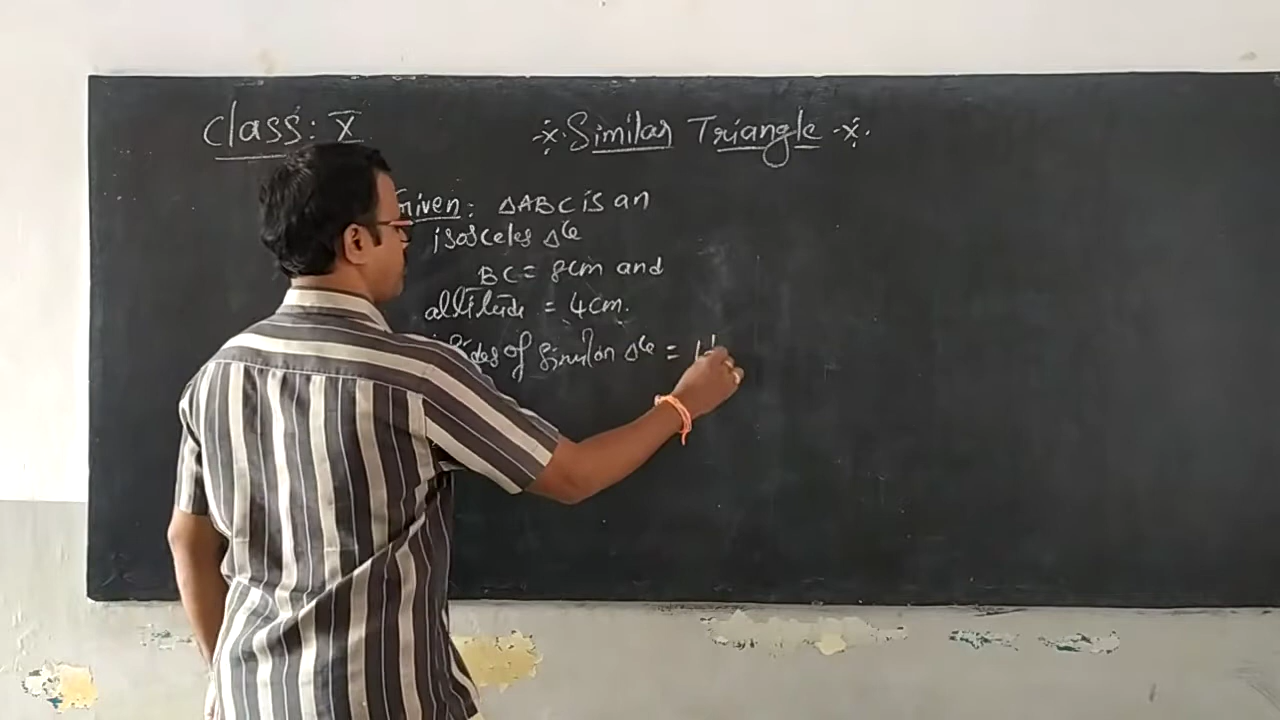 Class: X
Similar Triangle
Given: ΔABC is an
isosceles Δle
BC = 8cm and
altitude = 4cm.
sides of similar Δle =